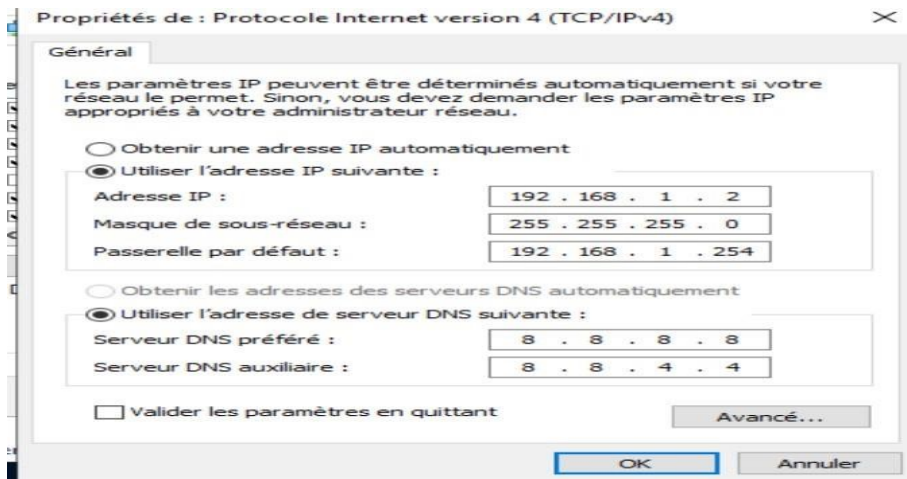 Propriétés de : Protocole Internet version 4 (TCP/IPv4)
Général
Les paramètres IP peuvent être déterminés automatiquement si votre
réseau le permet. Sinon, vous devez demander les paramètres IP
appropriés à votre administrateur réseau.
Obtenir une adresse IP automatiquement
Utiliser l'adresse IP suivante :
Adresse IP : 192 . 168 . 1 . 2
Masque de sous-réseau : 255 . 255 . 255 . 0
Passerelle par défaut : 192 . 168 . 1 . 254
Obtenir les adresses des serveurs DNS automatiquement
Utiliser l'adresse de serveur DNS suivante :
Serveur DNS préféré : 8 . 8 . 8 . 8
Serveur DNS auxiliaire : 8 . 8 . 4 . 4
Valider les paramètres en quittant
Avancé...
OK Annuler